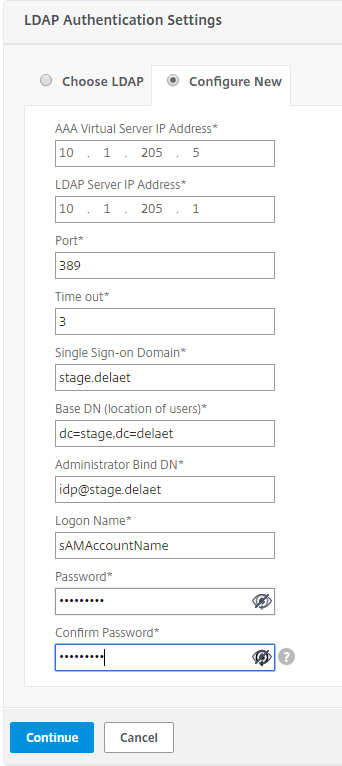 LDAP Authentication Settings
Choose LDAP Configure New
AAA Virtual Server IP Address*
10 . 1 . 205 . 5
LDAP Server IP Address*
10 . 1 . 205 . 1
Port*
389
Time out*
3
Single Sign-on Domain*
stage.delaet
Base DN (location of users)*
dc=stage,dc=delaet
Administrator Bind DN*
idp@stage.delaet
Logon Name*
sAMAccountName
Password*
•••••••••
Confirm Password*
•••••••••
?
Continue Cancel